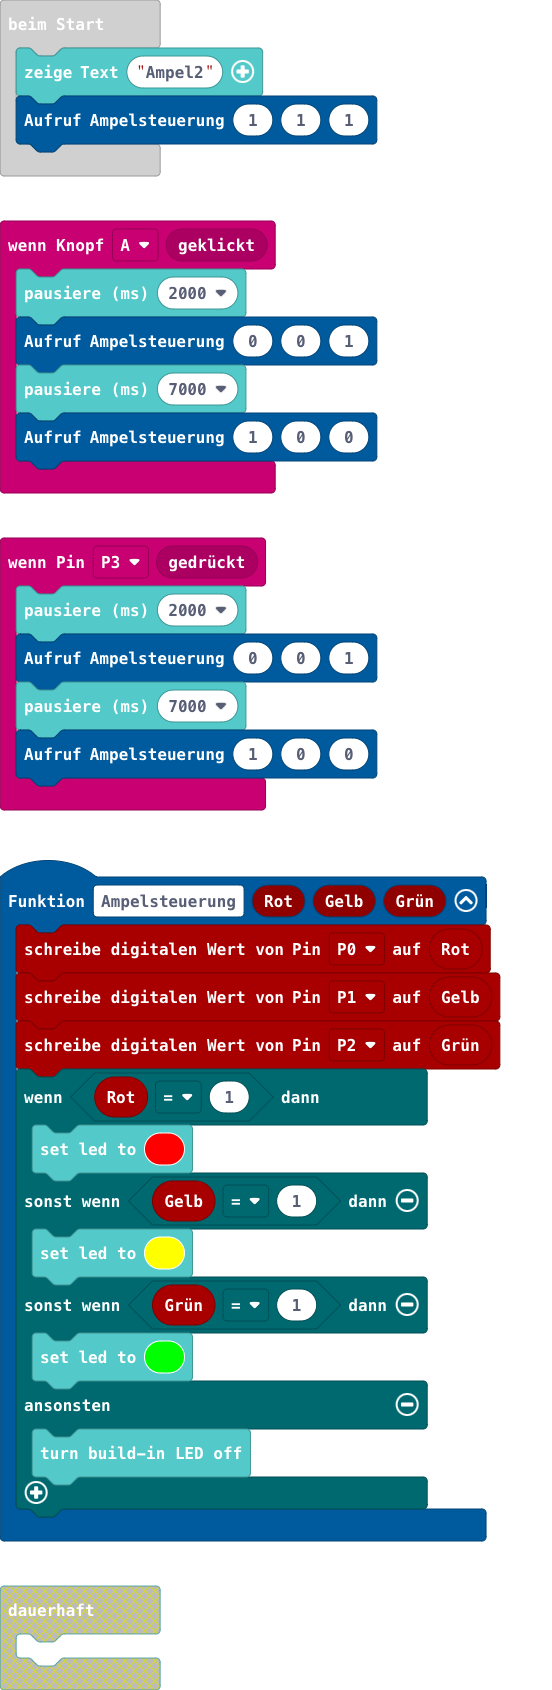 beim Start
zeige Text "Ampel2"
Aufruf Ampelsteuerung 1 1 1
wenn Knopf A geklickt
pausiere (ms) 2000
Aufruf Ampelsteuerung 0 0 1
pausiere (ms) 7000
Aufruf Ampelsteuerung 1 0 0
wenn Pin P3 gedrückt
pausiere (ms) 2000
Aufruf Ampelsteuerung 0 0 1
pausiere (ms) 7000
Aufruf Ampelsteuerung 1 0 0
Funktion Ampelsteuerung Rot Gelb Grün
schreibe digitalen Wert von Pin P0 auf Rot
schreibe digitalen Wert von Pin P1 auf Gelb
schreibe digitalen Wert von Pin P2 auf Grün
wenn Rot = 1 dann
set led to
sonst wenn Gelb = 1 dann
set led to
sonst wenn Grün = 1 dann
set led to
ansonsten
turn build-in LED off
dauerhaft